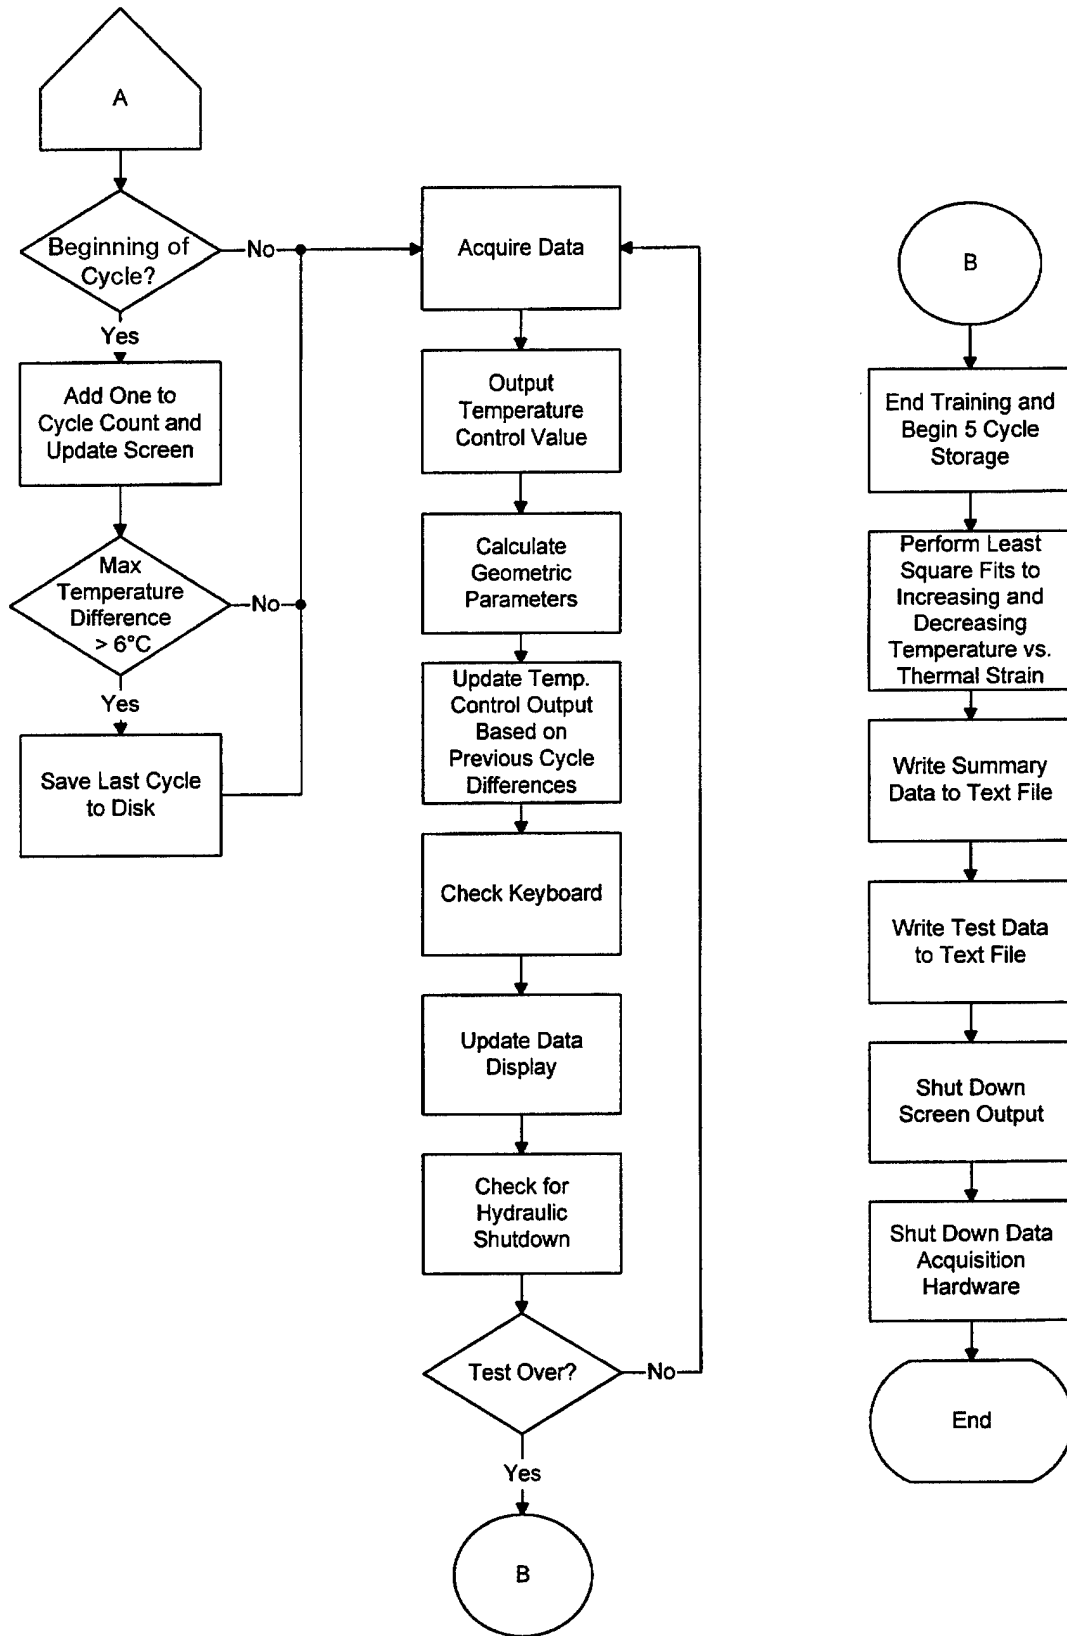 A
Beginning of
Cycle?
No
Yes
Add One to
Cycle Count and
Update Screen
Max
Temperature
Difference
> 6°C
No
Yes
Save Last Cycle
to Disk
Acquire Data
Output
Temperature
Control Value
Calculate
Geometric
Parameters
Update Temp.
Control Output
Based on
Previous Cycle
Differences
Check Keyboard
Update Data
Display
Check for
Hydraulic
Shutdown
Test Over?
No
Yes
B
B
End Training and
Begin 5 Cycle
Storage
Perform Least
Square Fits to
Increasing and
Decreasing
Temperature vs.
Thermal Strain
Write Summary
Data to Text File
Write Test Data
to Text File
Shut Down
Screen Output
Shut Down Data
Acquisition
Hardware
End